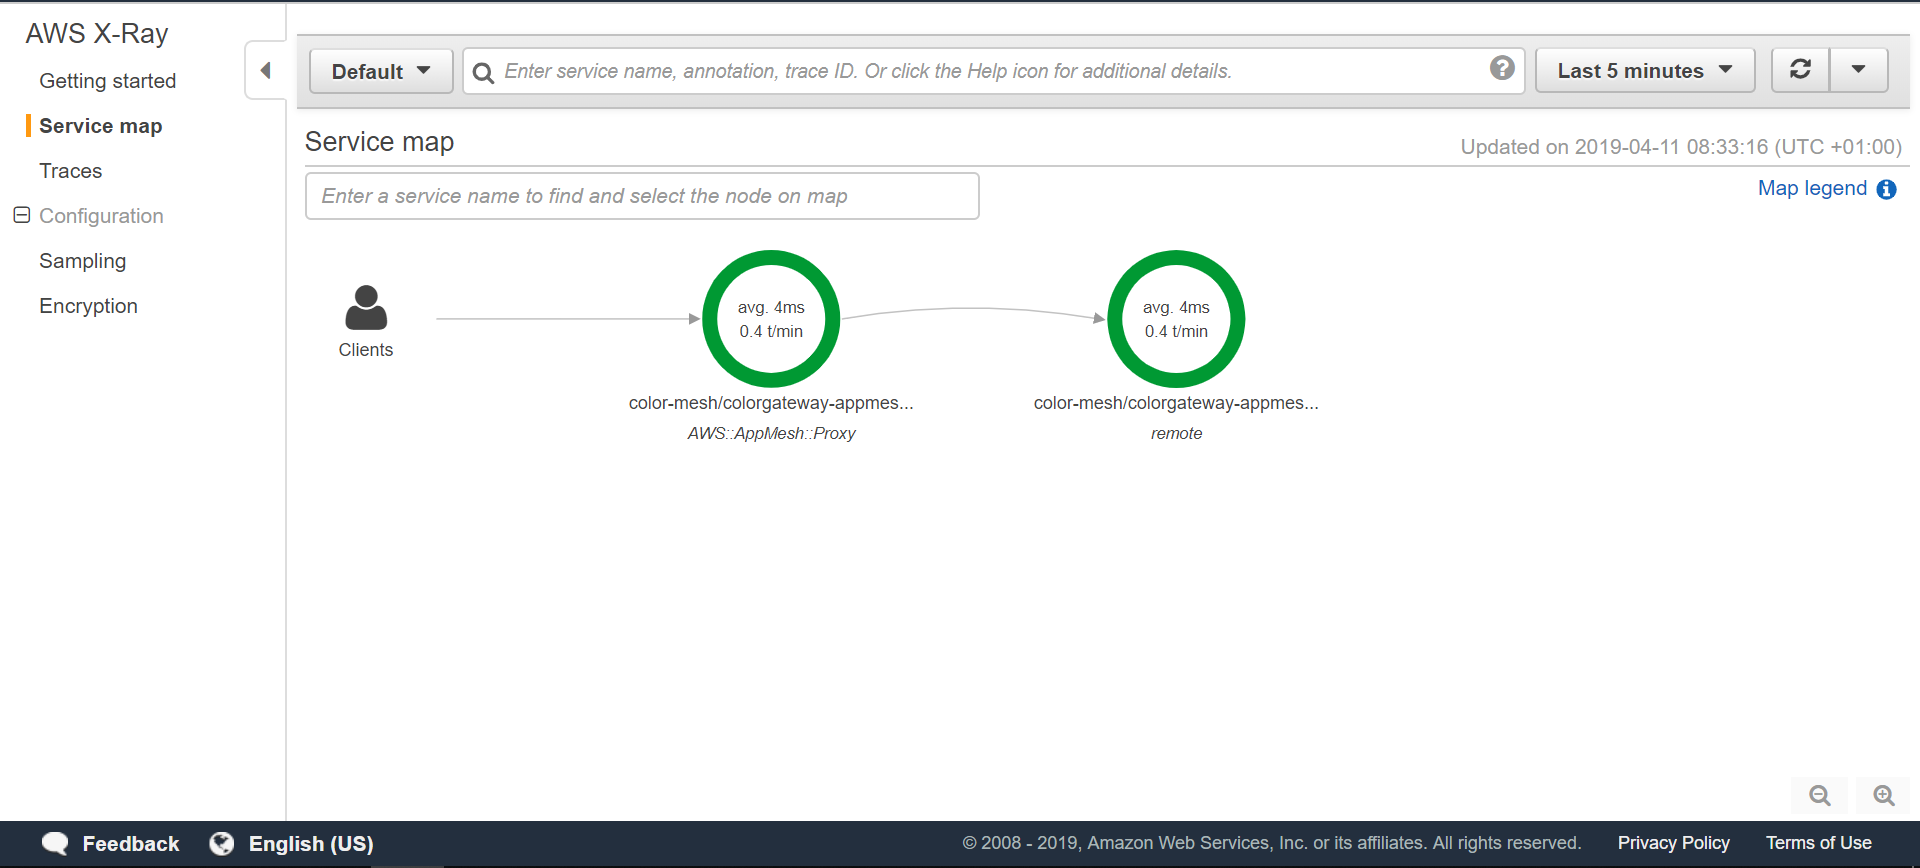 AWS X-Ray
Getting started
Service map
Traces
Configuration
Sampling
Encryption
Default
Enter service name, annotation, trace ID. Or click the Help icon for additional details.
?
Last 5 minutes
Service map
Updated on 2019-04-11 08:33:16 (UTC +01:00)
Enter a service name to find and select the node on map
Map legend i
Clients
avg. 4ms
0.4 t/min
color-mesh/colorgateway-appmes...
AWS::AppMesh::Proxy
avg. 4ms
0.4 t/min
color-mesh/colorgateway-appmes...
remote
Feedback
English (US)
© 2008 - 2019, Amazon Web Services, Inc. or its affiliates. All rights reserved.
Privacy Policy
Terms of Use